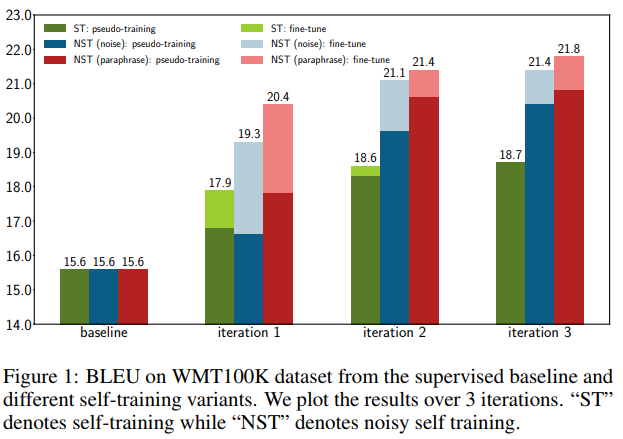 23.0
22.0
21.0
20.0
19.0
18.0
17.0
16.0
15.0
14.0
ST: pseudo-training
NST (noise): pseudo-training
NST (paraphrase): pseudo-training
ST: fine-tune
NST (noise): fine-tune
NST (paraphrase): fine-tune
15.6 15.6 15.6
17.9 19.3 20.4
18.6 21.1 21.4
18.7 21.4 21.8
baseline iteration 1 iteration 2 iteration 3
Figure 1: BLEU on WMT100K dataset from the supervised baseline and
different self-training variants. We plot the results over 3 iterations. “ST”
denotes self-training while “NST” denotes noisy self training.